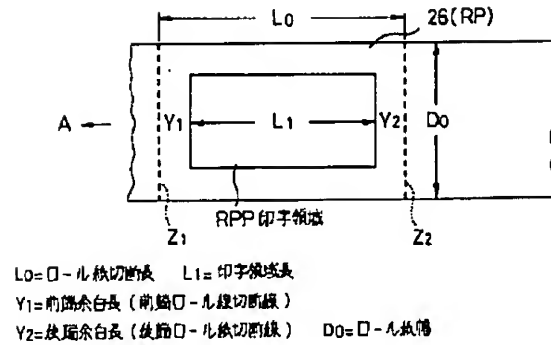 L₀
26(RP)
A
Y₁
L₁
Y₂
D₀
RPP 印字領域
Z₁
Z₂
L₀=ロール紙切断長 L₁=印字領域長
Y₁=前端余白長(前端ロール紙切断線)
Y₂=後端余白長(後端ロール紙切断線) D₀=ロール紙幅